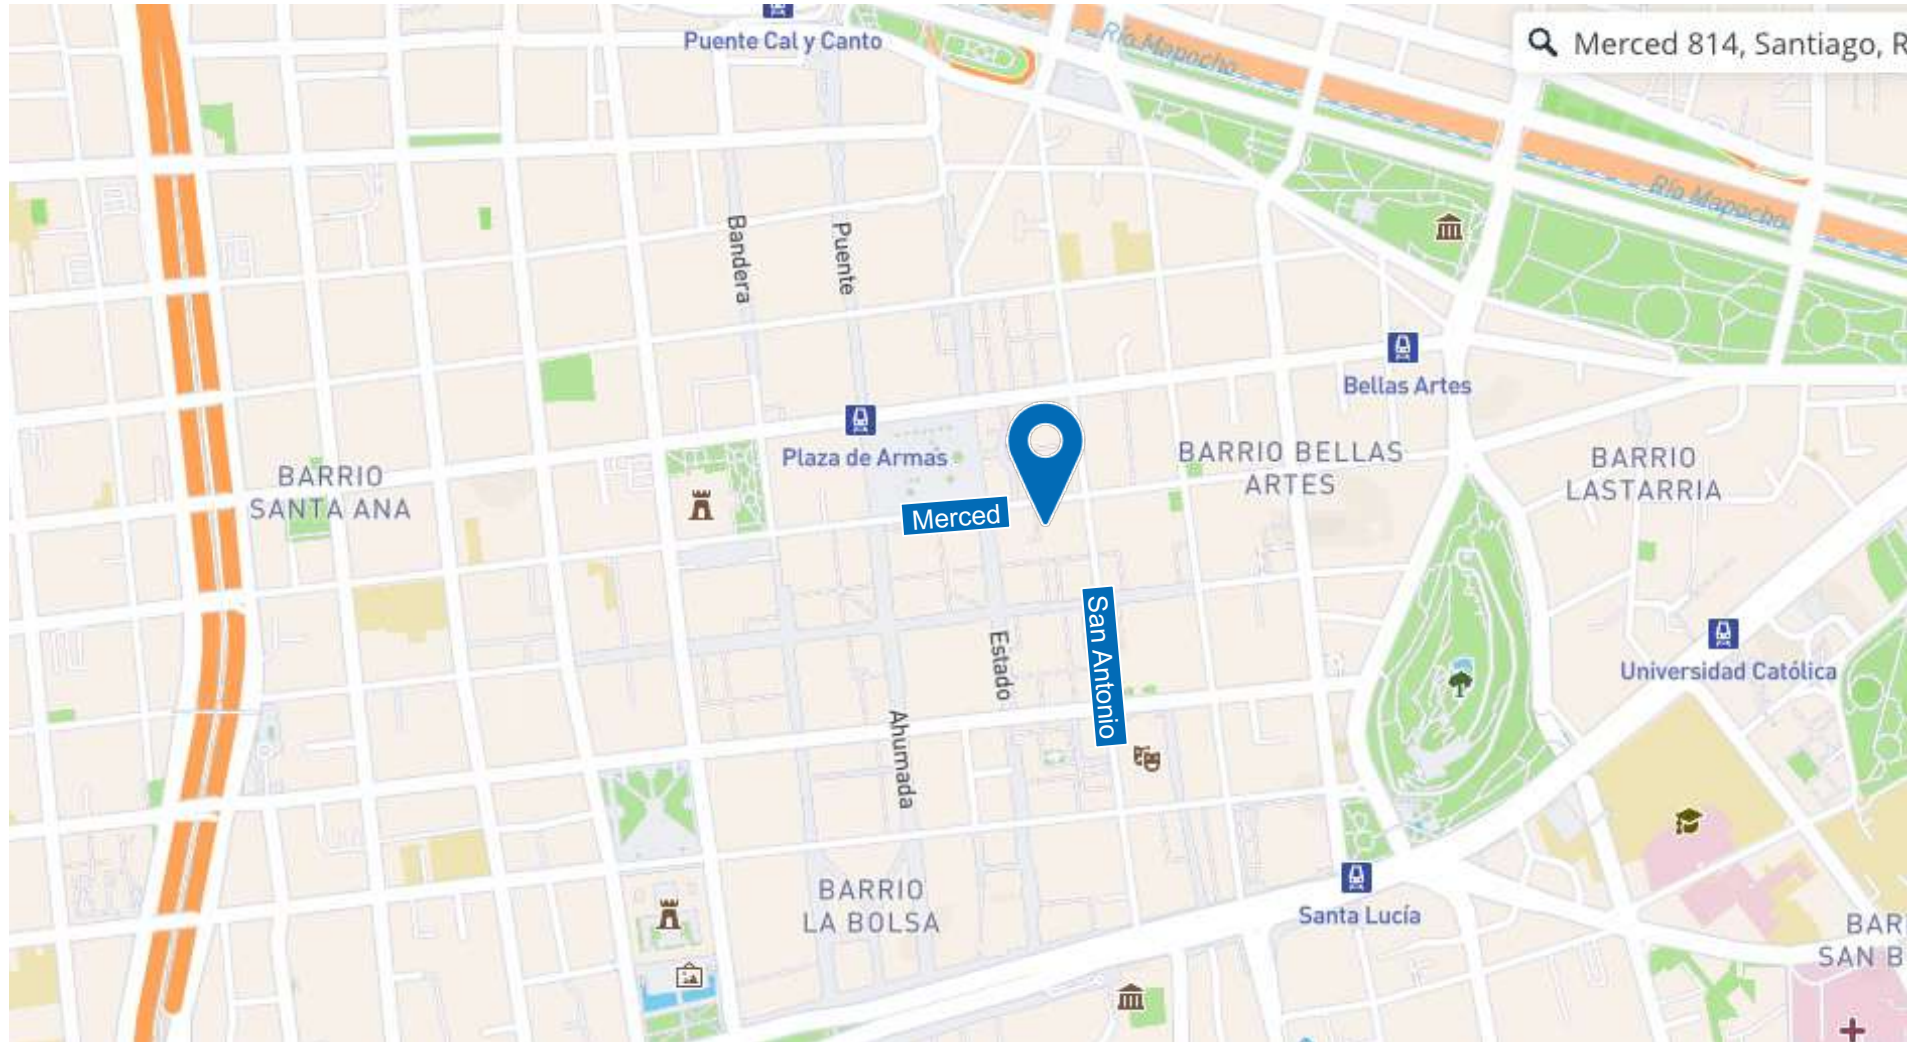 Puente Cal y Canto
Río Mapocho
Merced 814, Santiago, R
Río Mapocho
Bandera
Puente
Bellas Artes
Plaza de Armas
BARRIO BELLAS
ARTES
BARRIO
LASTARRIA
BARRIO
SANTA ANA
Merced
San Antonio
Estado
Universidad Católica
Ahumada
BARRIO
LA BOLSA
Santa Lucía
BAR
SAN B